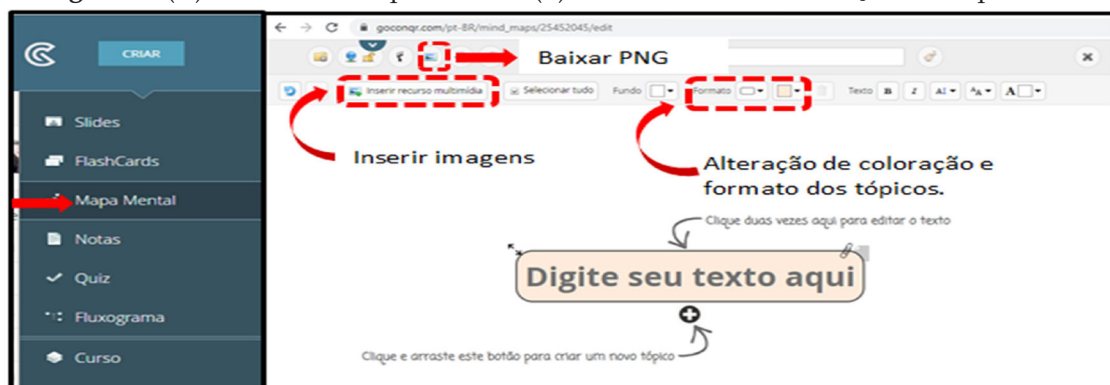 CRIAR
Slides
FlashCards
Mapa Mental
Notas
Quiz
Fluxograma
Curso
goconqr.com/pt-BR/mind_maps/25452045/edit
Baixar PNG
Inserir recurso multimídia
Selecionar tudo
Fundo
Formato
Texto
B
I
AI
A
Inserir imagens
Alteração de coloração e
formato dos tópicos.
Clique duas vezes aqui para editar o texto
Digite seu texto aqui
Clique e arraste este botão para criar um novo tópico